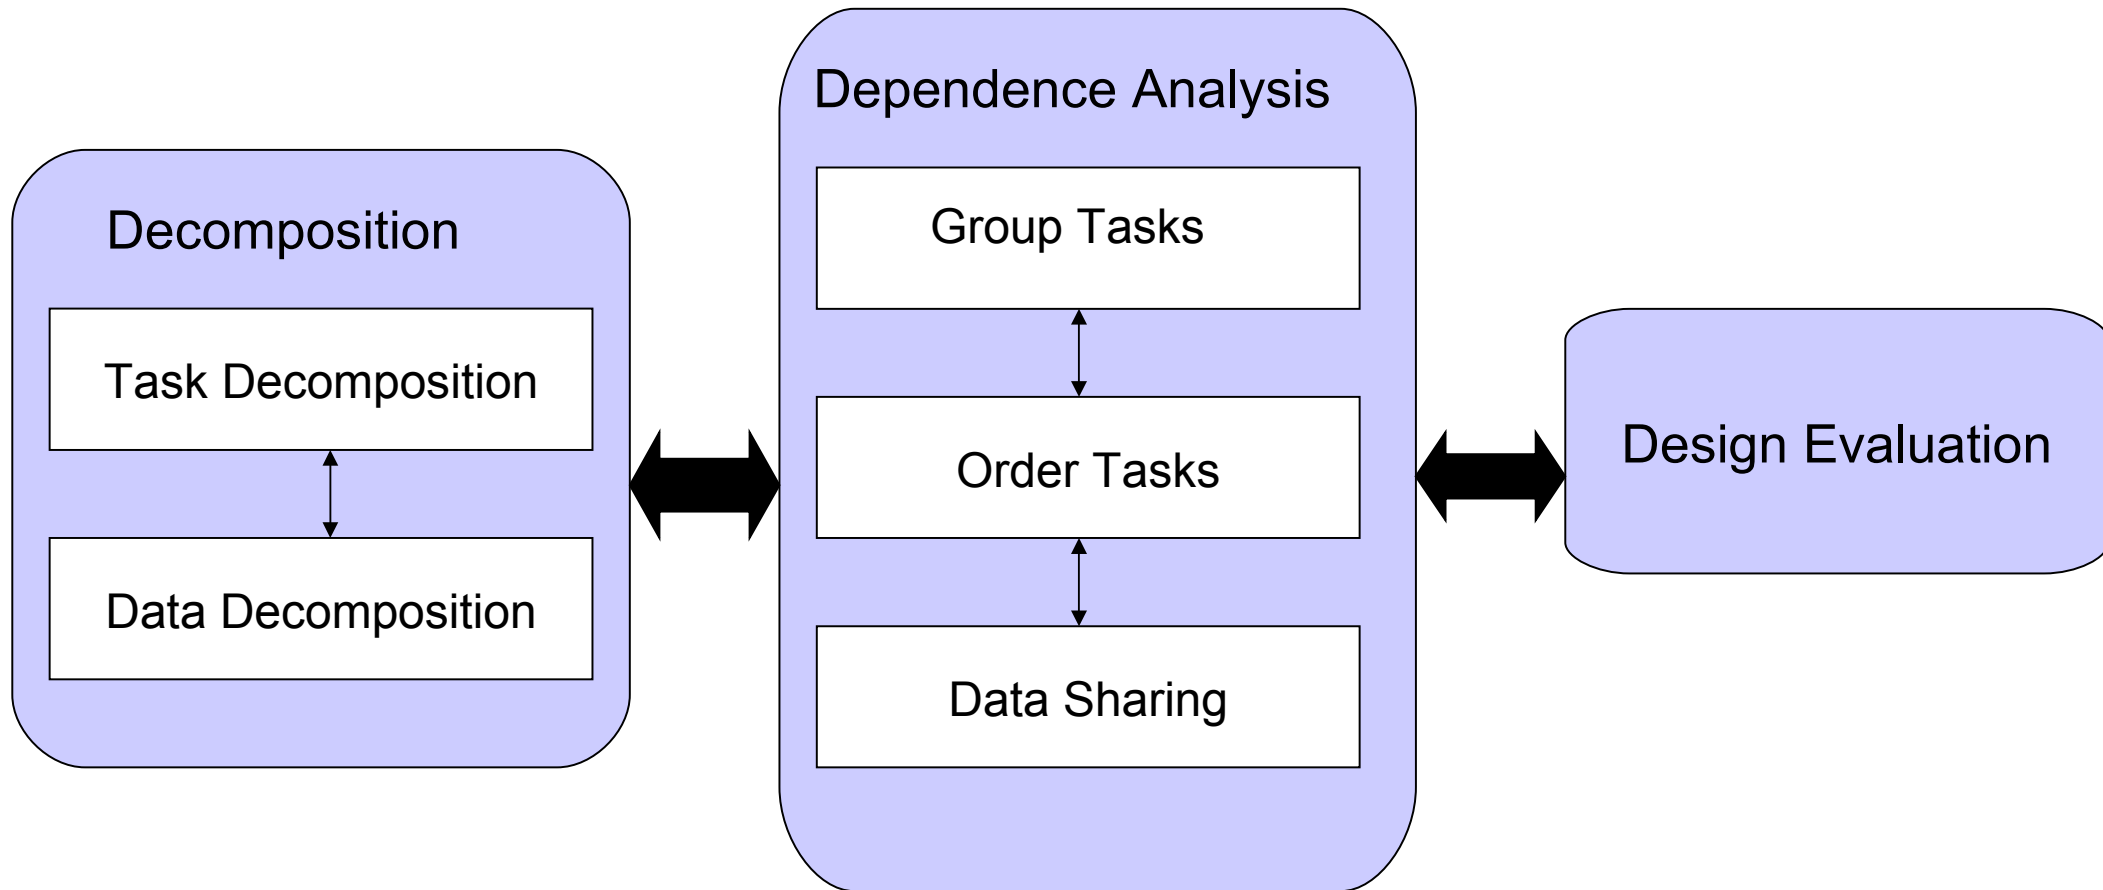 Decomposition
Task Decomposition
Data Decomposition
Dependence Analysis
Group Tasks
Order Tasks
Data Sharing
Design Evaluation